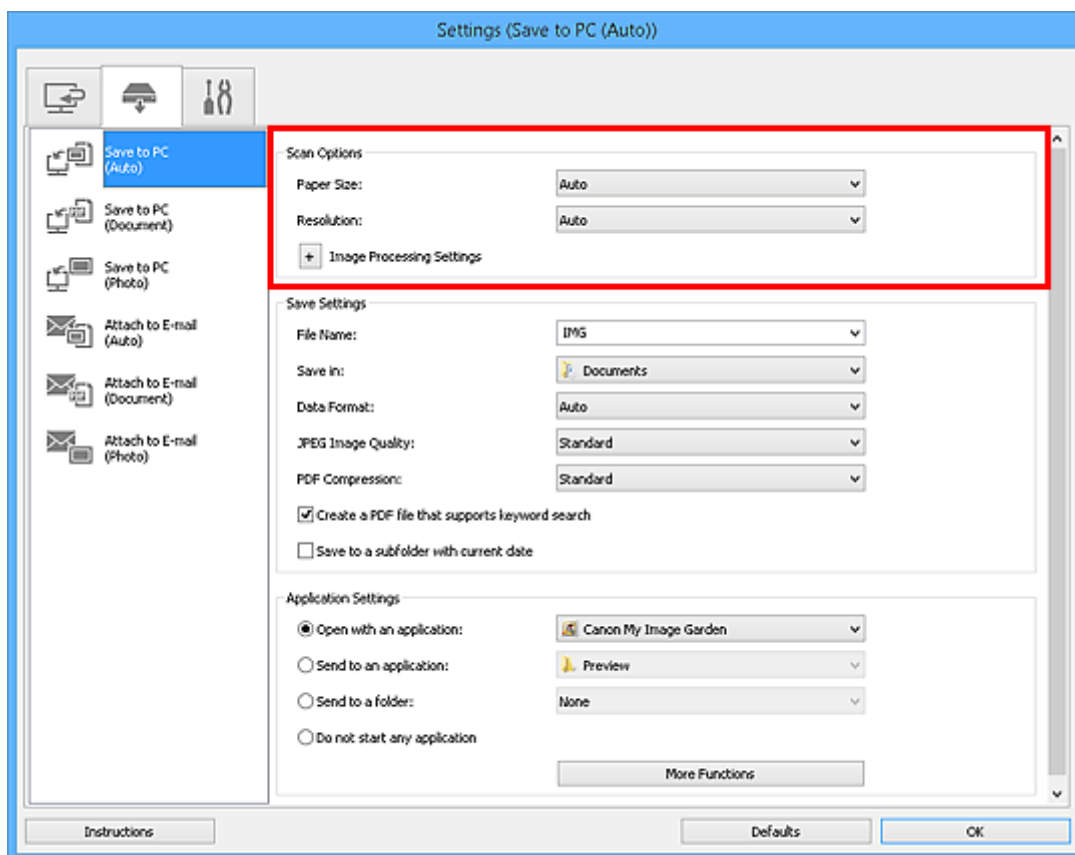 Settings (Save to PC (Auto))
Save to PC
(Auto)
Save to PC
(Document)
Save to PC
(Photo)
Attach to E-mail
(Auto)
Attach to E-mail
(Document)
Attach to E-mail
(Photo)
Scan Options
Paper Size: Auto
Resolution: Auto
+ Image Processing Settings
Save Settings
File Name: IMG
Save in: Documents
Data Format: Auto
JPEG Image Quality: Standard
PDF Compression: Standard
Create a PDF file that supports keyword search
Save to a subfolder with current date
Application Settings
Open with an application: Canon My Image Garden
Send to an application: Preview
Send to a folder: None
Do not start any application
More Functions
Instructions Defaults OK